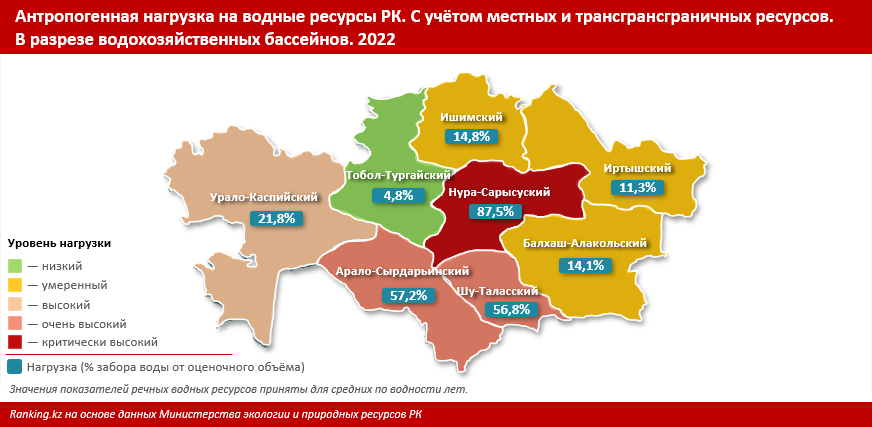 Антропогенная нагрузка на водные ресурсы РК. С учётом местных и трансгрансграничных ресурсов.
В разрезе водохозяйственных бассейнов. 2022
Ишимский
14,8%
Тобол-Тургайский
4,8%
Иртышский
11,3%
Нура-Сарысуский
87,5%
Урало-Каспийский
21,8%
Балхаш-Алакольский
14,1%
Арало-Сырдарьинский
57,2%
Шу-Таласский
56,8%
Уровень нагрузки
— низкий
— умеренный
— высокий
— очень высокий
— критически высокий
Нагрузка (% забора воды от оценочного объёма)
Значения показателей речных водных ресурсов приняты для средних по водности лет.
Ranking.kz на основе данных Министерства экологии и природных ресурсов РК